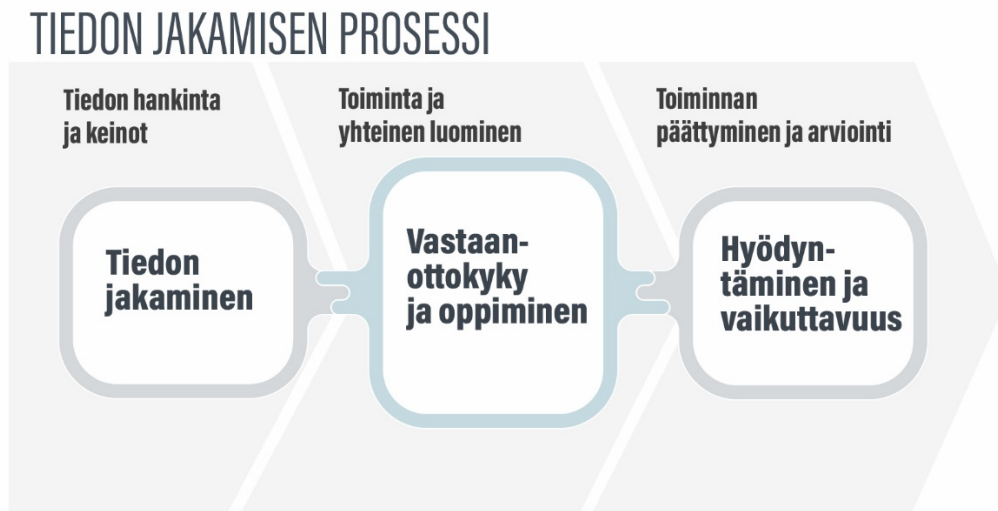 TIEDON JAKAMISEN PROSESSI
Tiedon hankinta
ja keinot
Toiminta ja
yhteinen luominen
Toiminnan
päättyminen ja arviointi
Tiedon
jakaminen
Vastaan-
ottokyky
ja oppiminen
Hyödyn-
täminen ja
vaikuttavuus